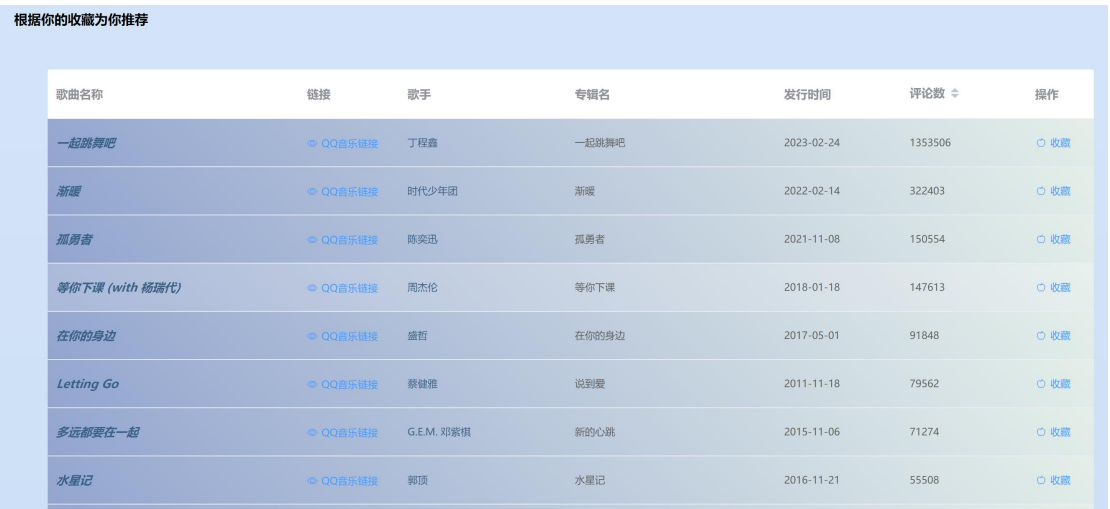 根据你的收藏为你推荐
歌曲名称 链接 歌手 专辑名 发行时间 评论数 操作
一起跳舞吧 QQ音乐链接 丁程鑫 一起跳舞吧 2023-02-24 1353506 收藏
渐暖 QQ音乐链接 时代少年团 渐暖 2022-02-14 322403 收藏
孤勇者 QQ音乐链接 陈奕迅 孤勇者 2021-11-08 150554 收藏
等你下课 (with 杨瑞代) QQ音乐链接 周杰伦 等你下课 2018-01-18 147613 收藏
在你的身边 QQ音乐链接 盛哲 在你的身边 2017-05-01 91848 收藏
Letting Go QQ音乐链接 蔡健雅 说到爱 2011-11-18 79562 收藏
多远都要在一起 QQ音乐链接 G.E.M. 邓紫棋 新的心跳 2015-11-06 71274 收藏
水星记 QQ音乐链接 郭顶 水星记 2016-11-21 55508 收藏